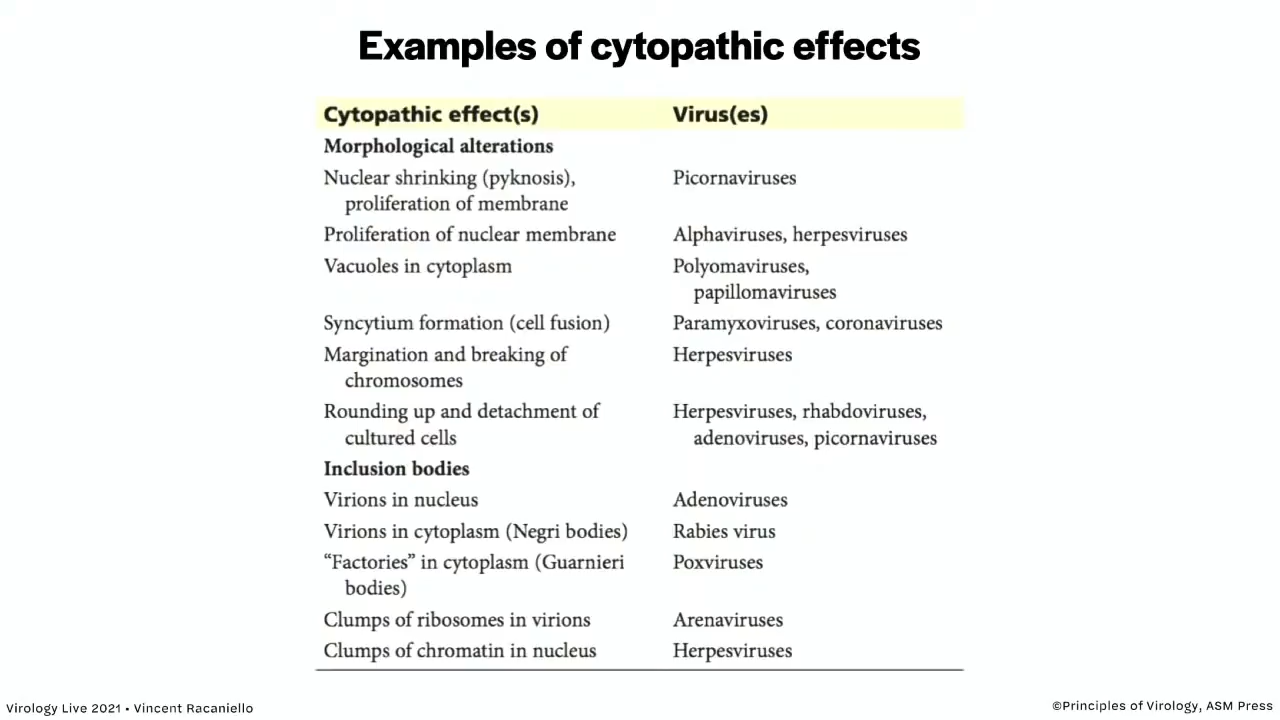 Examples of cytopathic effects
Cytopathic effect(s) Virus(es)
Morphological alterations
Nuclear shrinking (pyknosis), Picornaviruses
proliferation of membrane
Proliferation of nuclear membrane Alphaviruses, herpesviruses
Vacuoles in cytoplasm Polyomaviruses,
papillomaviruses
Syncytium formation (cell fusion) Paramyxoviruses, coronaviruses
Margination and breaking of Herpesviruses
chromosomes
Rounding up and detachment of Herpesviruses, rhabdoviruses,
cultured cells adenoviruses, picornaviruses
Inclusion bodies
Virions in nucleus Adenoviruses
Virions in cytoplasm (Negri bodies) Rabies virus
“Factories” in cytoplasm (Guarnieri Poxviruses
bodies)
Clumps of ribosomes in virions Arenaviruses
Clumps of chromatin in nucleus Herpesviruses
Virology Live 2021 • Vincent Racaniello ©Principles of Virology, ASM Press